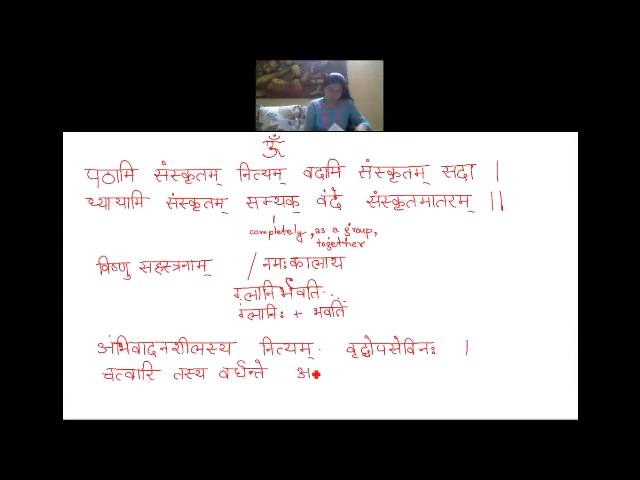 ॐ
पठामि संस्कृतम् नित्यम् वदामि संस्कृतम् सदा |
ध्यायामि संस्कृतम् सम्यक् वंदे संस्कृतमातरम् ||
completely, as a group,
together
विष्णु सहस्त्रनाम् / नमःकालाय
ग्लानिर्भवति...
ग्लानिः + भवति
अभिवादनशीलस्य नित्यम् वृद्धोपसेविनः |
चत्वारि तस्य वर्धन्ते अ